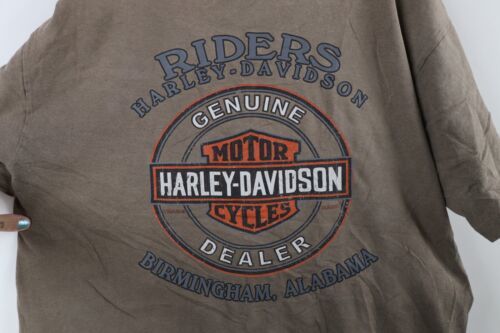 RIDERS
HARLEY-DAVIDSON
GENUINE
MOTOR
HARLEY-DAVIDSON
CYCLES
DEALER
BIRMINGHAM, ALABAMA